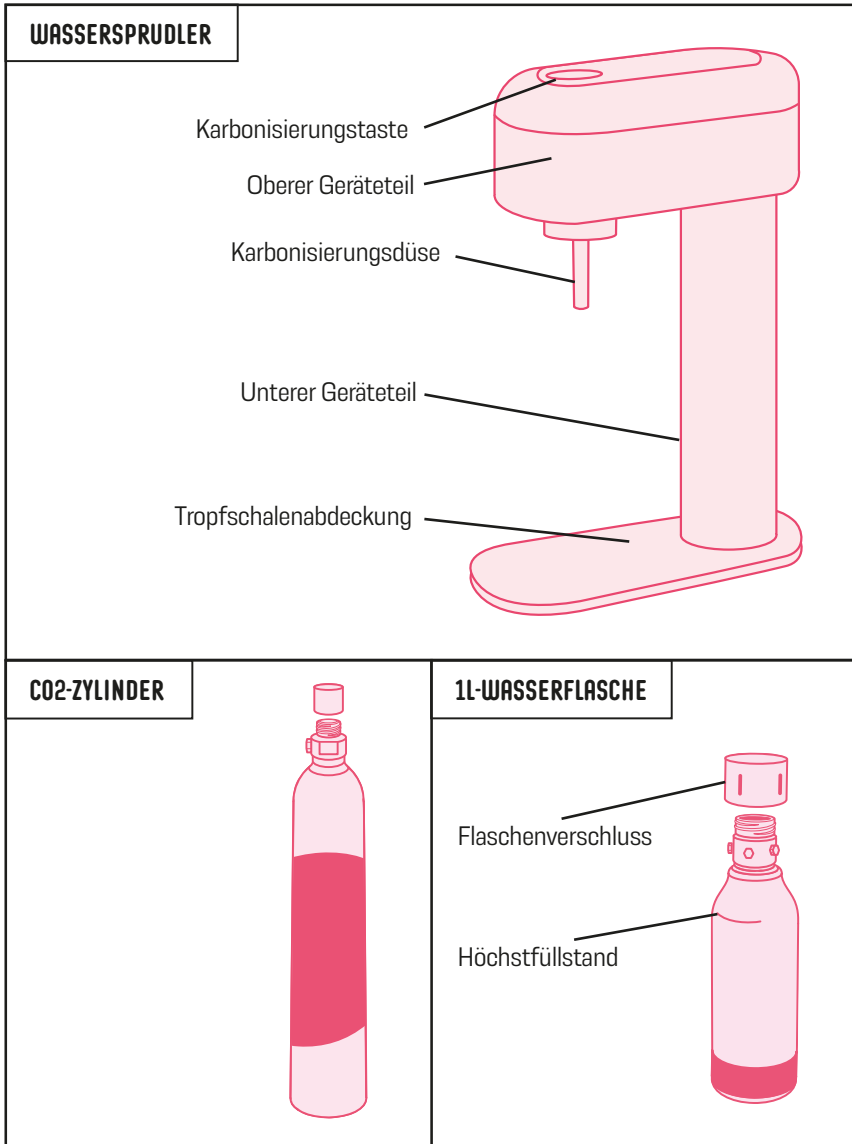 WASSERSPRUDLER
Karbonisierungstaste
Oberer Geräteteil
Karbonisierungsdüse
Unterer Geräteteil
Tropfschalenabdeckung
CO2-ZYLINDER
1L-WASSERFLASCHE
Flaschenverschluss
Höchstfüllstand